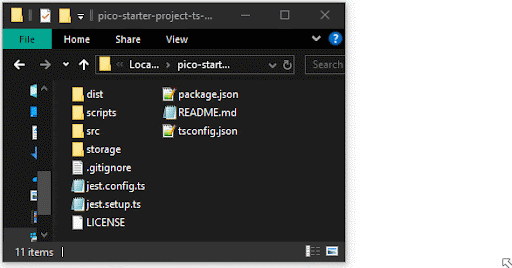 pico-starter-project-ts-...
File Home Share View
Loca... pico-start... Search
dist
scripts
src
storage
.gitignore
jest.config.ts
jest.setup.ts
LICENSE
package.json
README.md
tsconfig.json
11 items